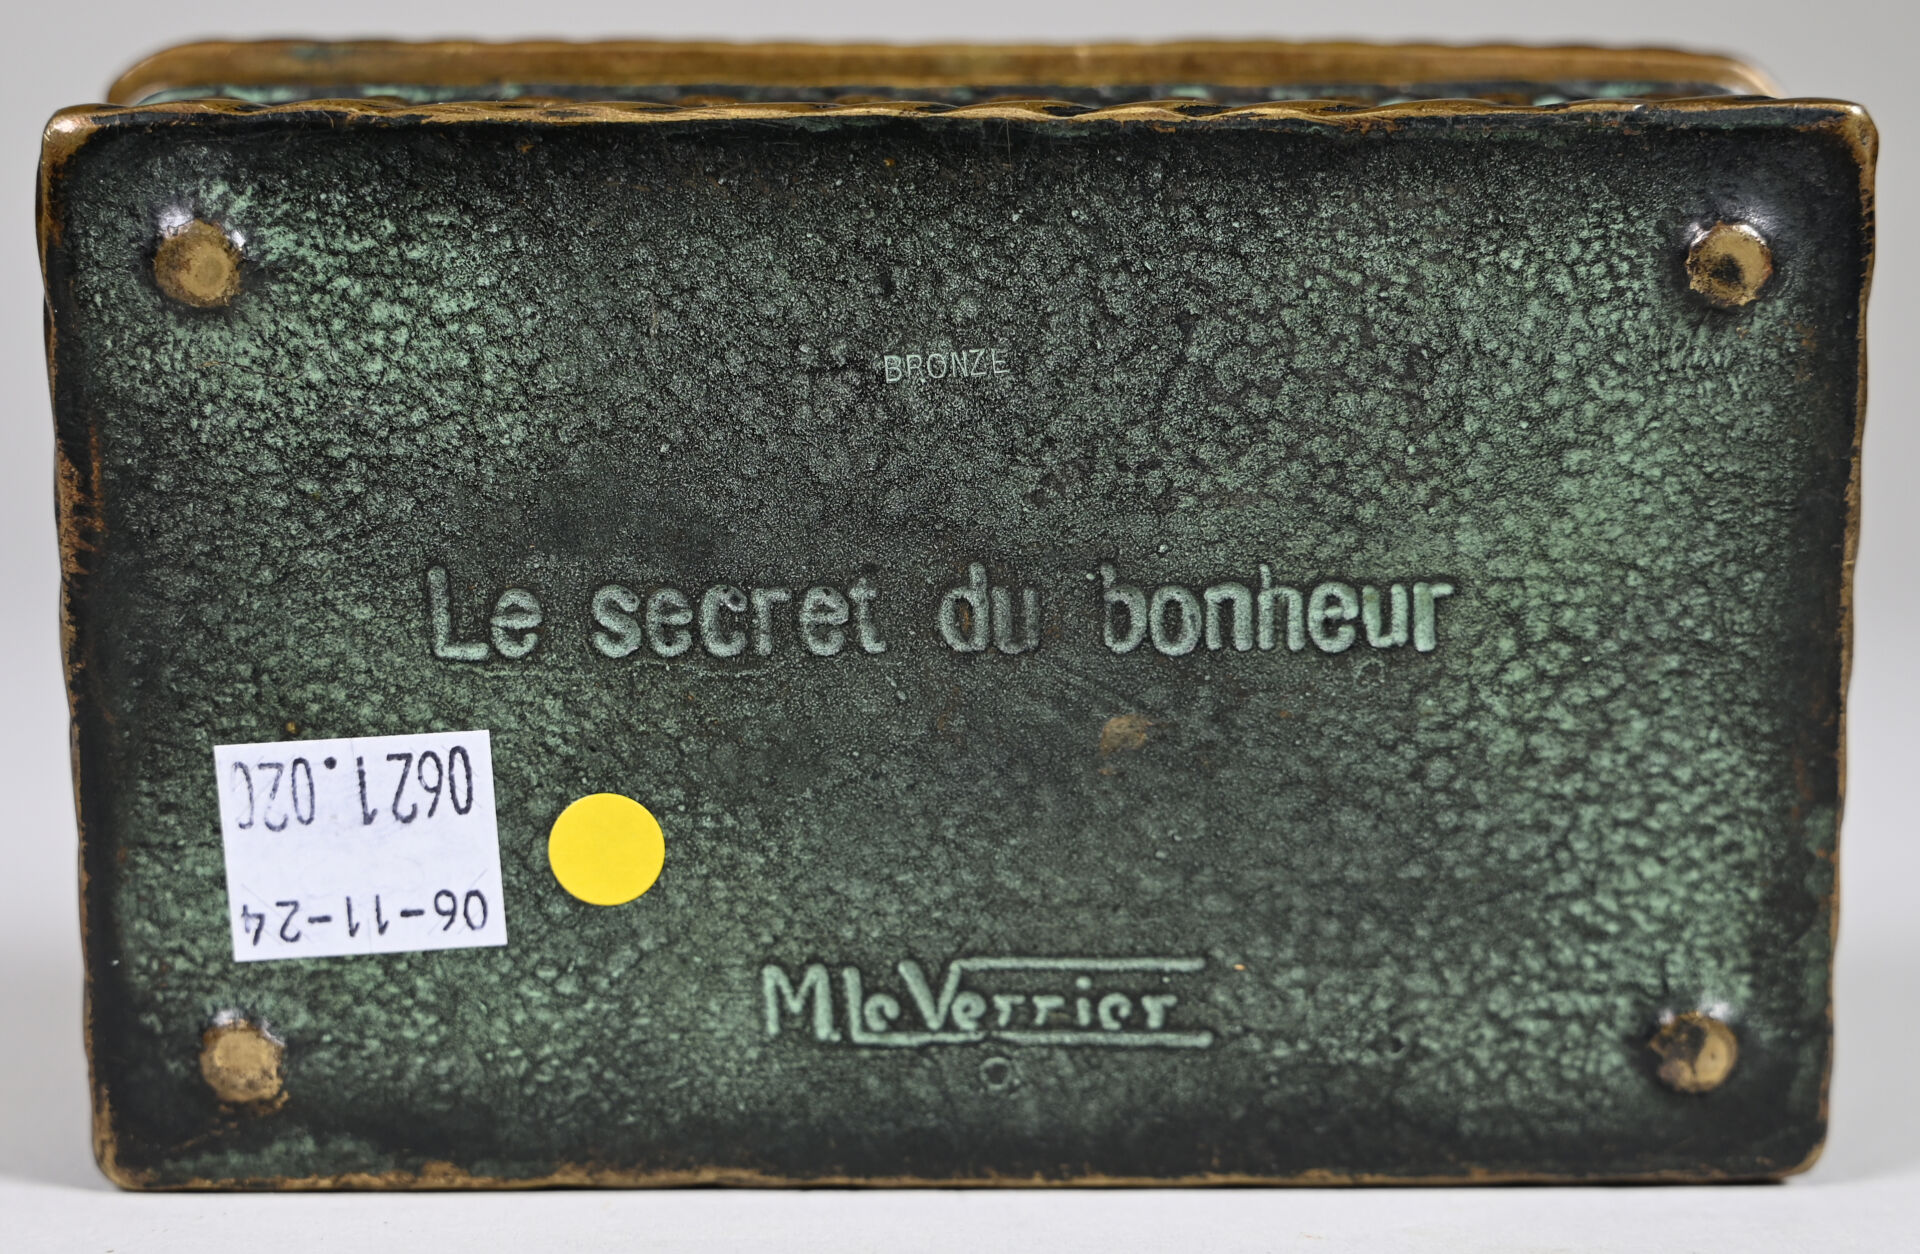 BRONZE
Le secret du bonheur
0621.020
06-11-24
M. Le Verrier